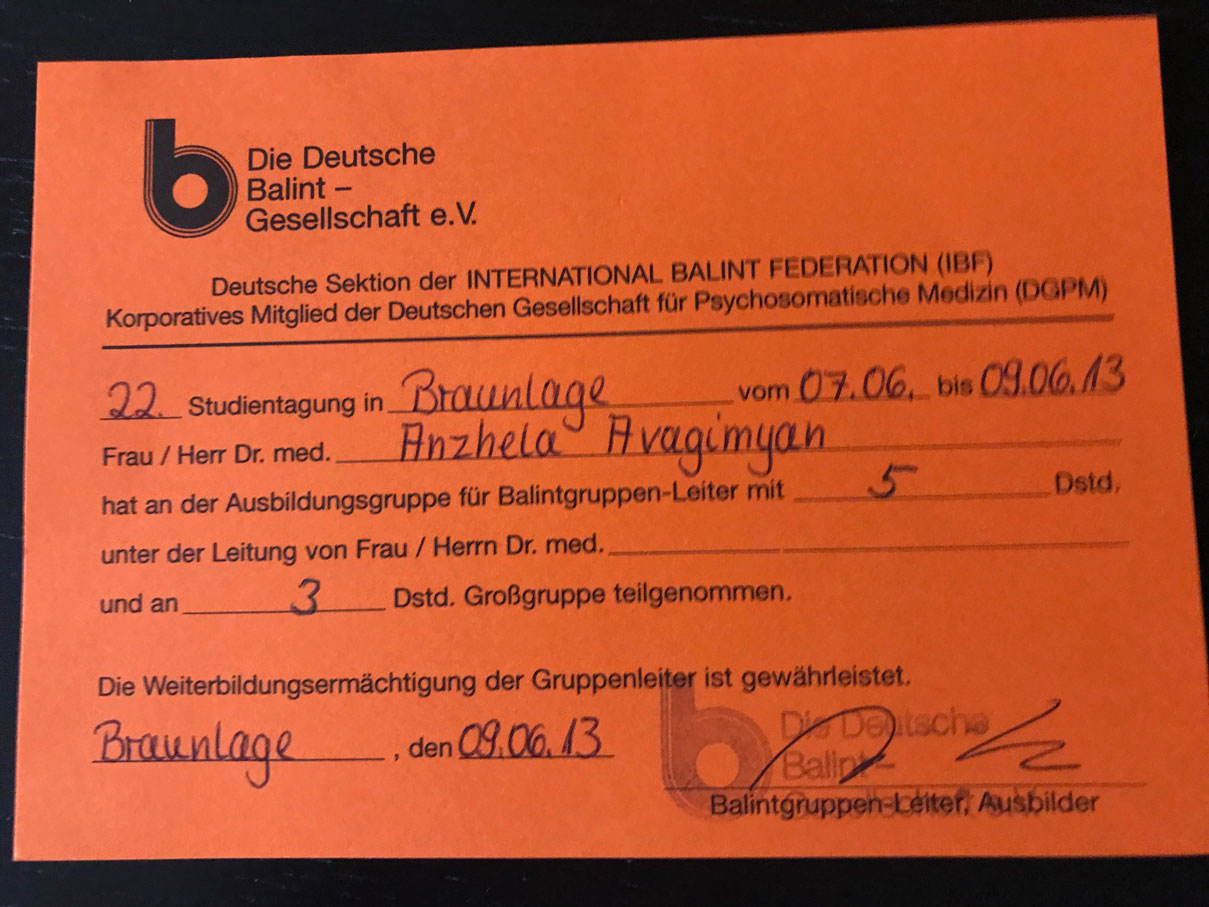 b Die Deutsche
Balint –
Gesellschaft e.V.
Deutsche Sektion der INTERNATIONAL BALINT FEDERATION (IBF)
Korporatives Mitglied der Deutschen Gesellschaft für Psychosomatische Medizin (DGPM)
22. Studientagung in Braunlage vom 07.06. bis 09.06.13
Frau / Herr Dr. med. Anzhela Avagimyan
hat an der Ausbildungsgruppe für Balintgruppen-Leiter mit 5 Dstd.
unter der Leitung von Frau / Herrn Dr. med.
und an 3 Dstd. Großgruppe teilgenommen.
Die Weiterbildungsermächtigung der Gruppenleiter ist gewährleistet.
Braunlage, den 09.06.13
b Die Deutsche
Balint –
Balintgruppen-Leiter, Ausbilder